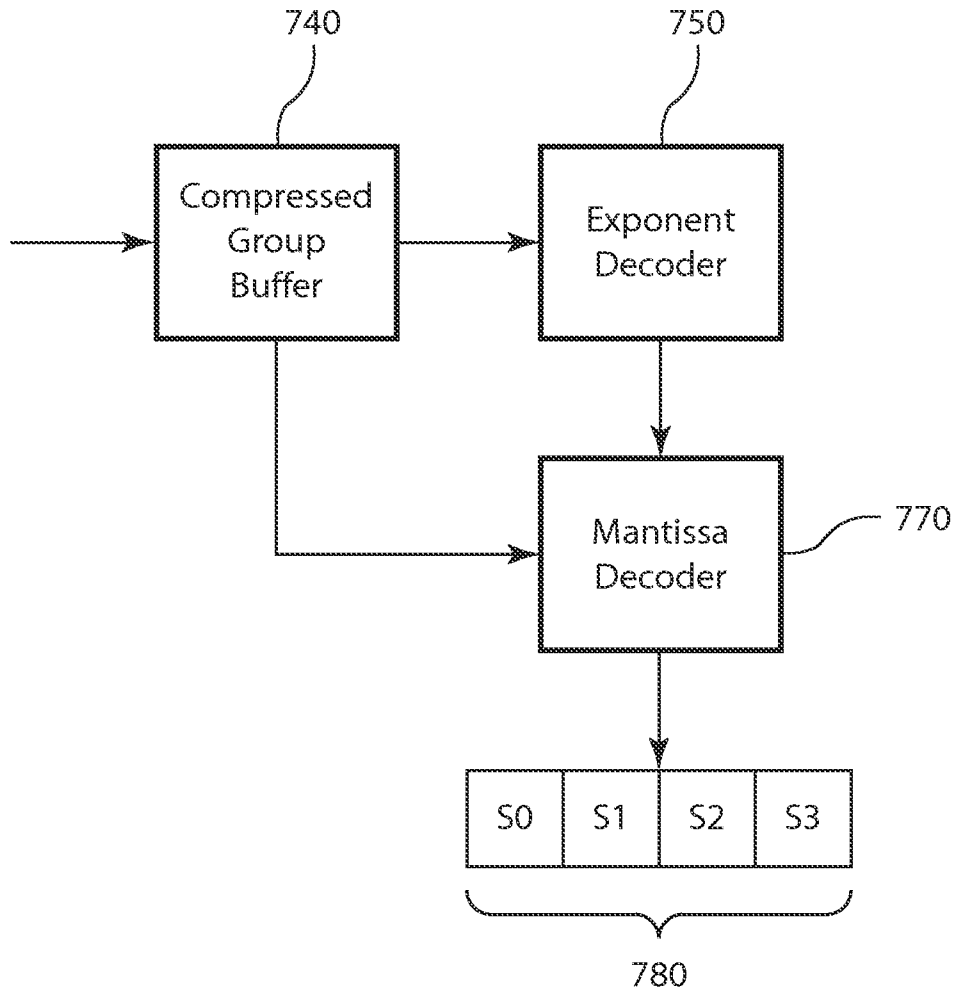 740
750
Compressed
Group
Buffer
Exponent
Decoder
Mantissa
Decoder
770
S0 S1 S2 S3
780